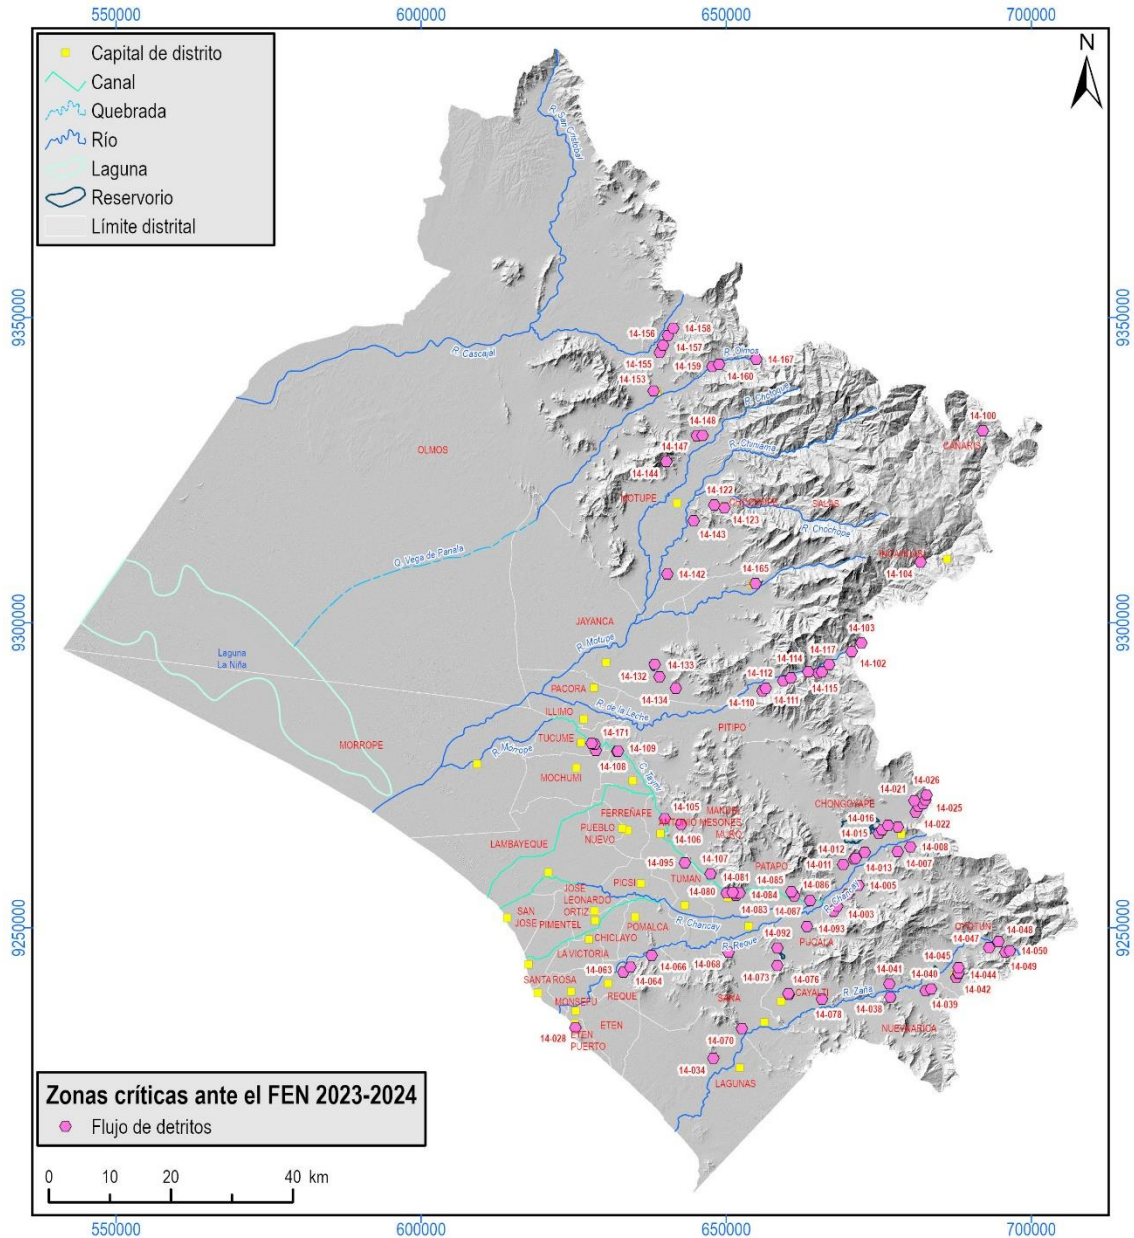 550000
600000
650000
700000
Capital de distrito
Canal
Quebrada
Río
Laguna
Reservorio
Límite distrital
N
R. San Cristobal
9350000
9350000
14-158
14-156
14-157
14-155
R. Cascajal
R. Olmos
14-167
14-159
14-160
14-153
R. Choloque
14-148
14-100
CAÑARIS
OLMOS
14-147
R. Chiniama
14-144
MOTUPE
14-122
CHOCHOPE
SALAS
14-123
14-143
R. Chochope
INCAHUASI
Q. Vega de Panala
14-142
14-165
14-104
9300000
9300000
JAYANCA
14-103
R. Motupe
14-117
14-102
Laguna
La Niña
14-133
14-114
14-112
14-132
14-115
14-134
14-111
14-110
PACORA
R. de la Leche
ILLIMO
PITIPO
14-171
TUCUME
14-109
MORROPE
R. Morrope
14-108
C. Taymi
MOCHUMI
14-026
14-021
CHONGOYAPE
14-025
14-105
MANUEL
ANTONIO MESONES
MURO
FERREÑAFE
14-016
14-022
PUEBLO
NUEVO
14-106
14-015
LAMBAYEQUE
14-012
14-008
14-107
PATAPO
14-013
14-007
14-095
14-011
TUMAN
14-085
PICSI
14-081
14-086
14-005
14-080
14-084
JOSE
LEONARDO
ORTIZ
14-003
R. Chancay
14-083
14-087
SAN
JOSE
PIMENTEL
R. Chancay
14-093
POMALCA
OYOTUN
14-048
14-092
PUCALA
14-047
CHICLAYO
R. Reque
14-050
LA VICTORIA
14-068
14-045
14-049
9250000
9250000
14-063
14-066
14-073
14-041
14-040
14-044
SANTA ROSA
14-064
14-076
R. Zaña
14-042
REQUE
CAYALTI
14-039
MONSEFU
14-078
14-038
ETEN
NUEVA ARICA
14-028
ETEN
PUERTO
14-070
14-034
LAGUNAS
Zonas críticas ante el FEN 2023-2024
Flujo de detritos
0 10 20 40 km
550000
600000
650000
700000